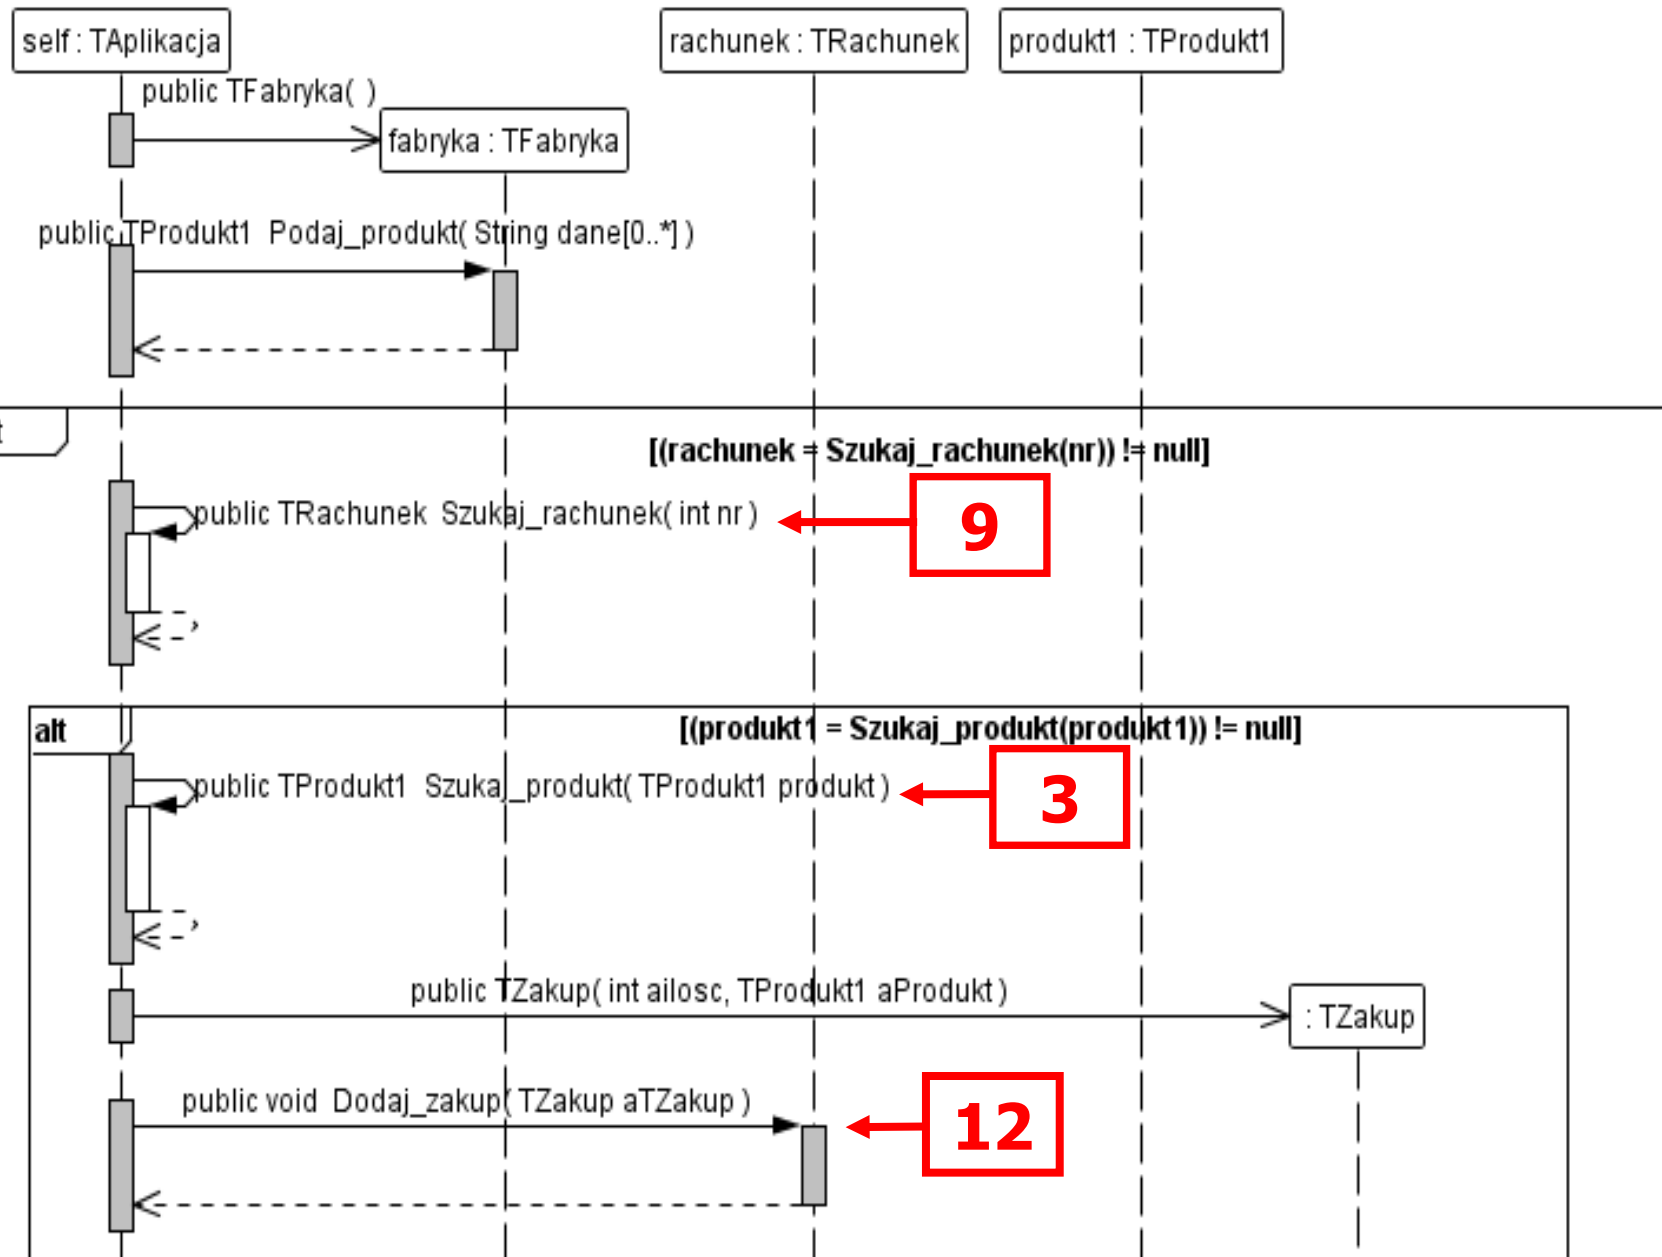 self : TAplikacja
rachunek : TRachunek
produkt1 : TProdukt1
public TFabryka( )
fabryka : TFabryka
public TProdukt1 Podaj_produkt( String dane[0..*] )
[(rachunek = Szukaj_rachunek(nr)) != null]
public TRachunek Szukaj_rachunek( int nr )
9
alt
[(produkt1 = Szukaj_produkt(produkt1)) != null]
public TProdukt1 Szukaj_produkt( TProdukt1 produkt )
3
public TZakup( int ailosc, TProdukt1 aProdukt )
: TZakup
public void Dodaj_zakup( TZakup aTZakup )
12